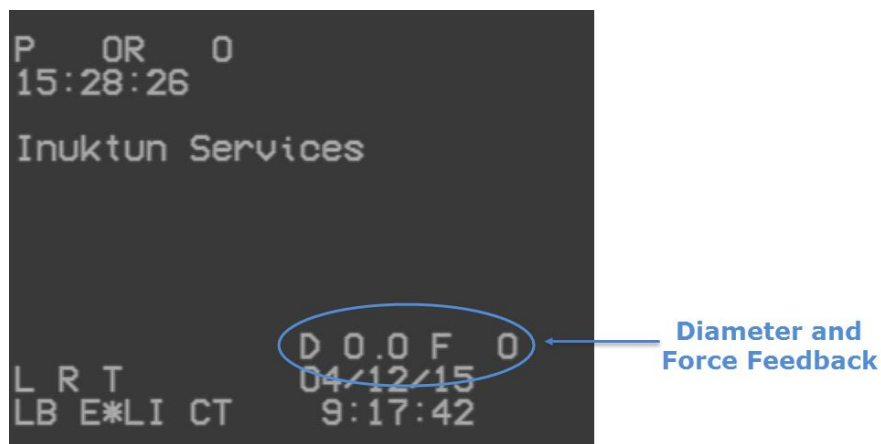 P OR 0
15:28:26
Inuktun Services
D 0.0 F 0
L R T 04/12/15
LB E*LI CT 9:17:42
Diameter and
Force Feedback